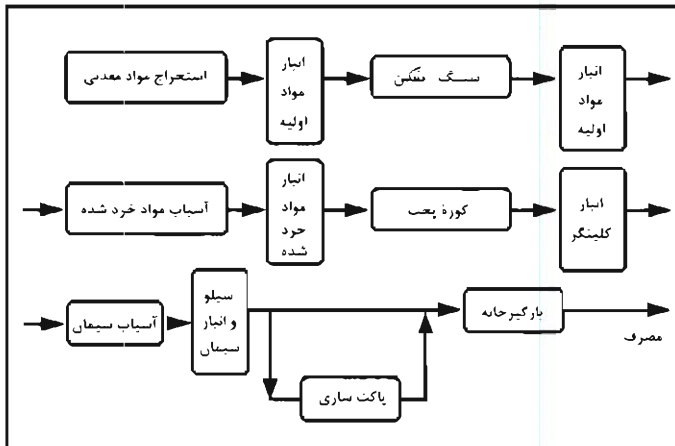 استخراج مواد معدنی
انبار
مواد
اولیه
سنگ شکن
انبار
مواد
اولیه
آسیاب مواد خرد شده
انبار
مواد
خرد
شده
کورۀ پخت
انبار
کلینگر
آسیاب سیمان
سیلو
و انبار
سیمان
پاکت سازی
بارگیرخانه
مصرف